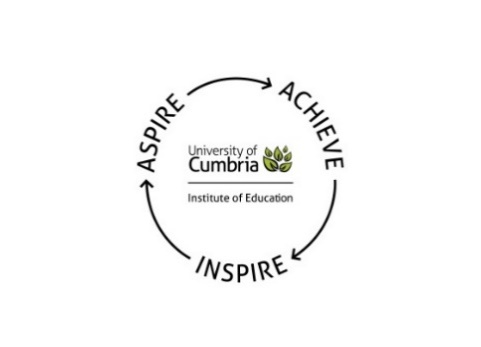 ASPIRE
ACHIEVE
University of
Cumbria
Institute of Education
INSPIRE